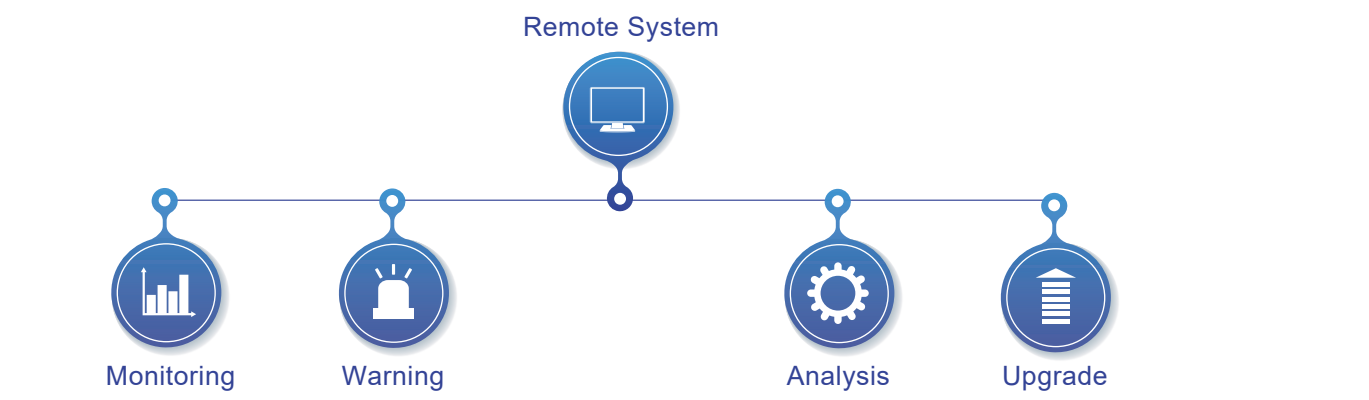 Remote System
Monitoring
Warning
Analysis
Upgrade